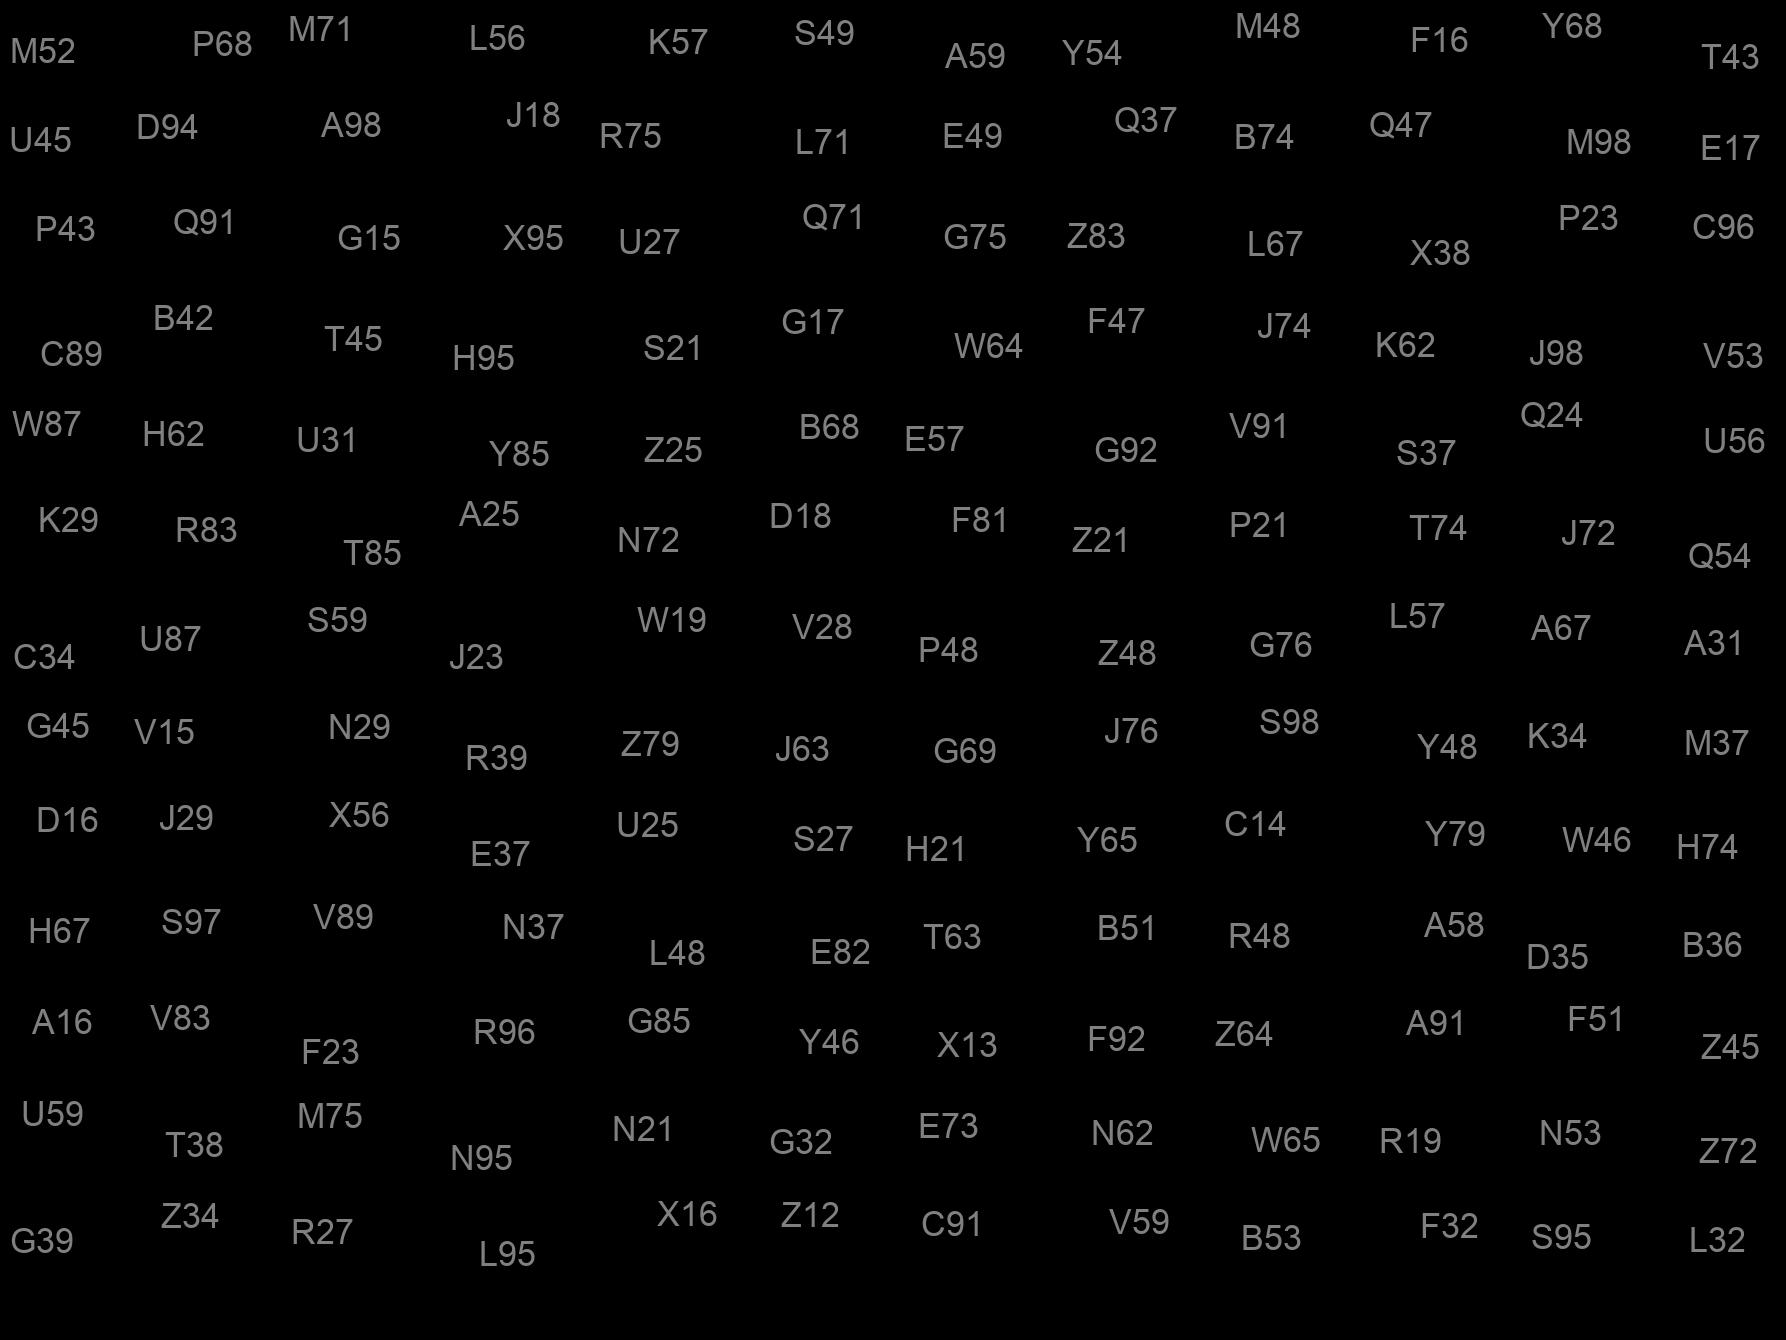 M52 P68 M71 L56 K57 S49 A59 Y54 M48 F16 Y68 T43
U45 D94 A98 J18 R75 L71 E49 Q37 B74 Q47 M98 E17
P43 Q91 G15 X95 U27 Q71 G75 Z83 L67 X38 P23 C96
C89 B42 T45 H95 S21 G17 W64 F47 J74 K62 J98 V53
W87 H62 U31 Y85 Z25 B68 E57 G92 V91 S37 Q24 U56
K29 R83 T85 A25 N72 D18 F81 Z21 P21 T74 J72 Q54
C34 U87 S59 J23 W19 V28 P48 Z48 G76 L57 A67 A31
G45 V15 N29 R39 Z79 J63 G69 J76 S98 Y48 K34 M37
D16 J29 X56 E37 U25 S27 H21 Y65 C14 Y79 W46 H74
H67 S97 V89 N37 L48 E82 T63 B51 R48 A58 D35 B36
A16 V83 F23 R96 G85 Y46 X13 F92 Z64 A91 F51 Z45
U59 T38 M75 N95 N21 G32 E73 N62 W65 R19 N53 Z72
G39 Z34 R27 L95 X16 Z12 C91 V59 B53 F32 S95 L32